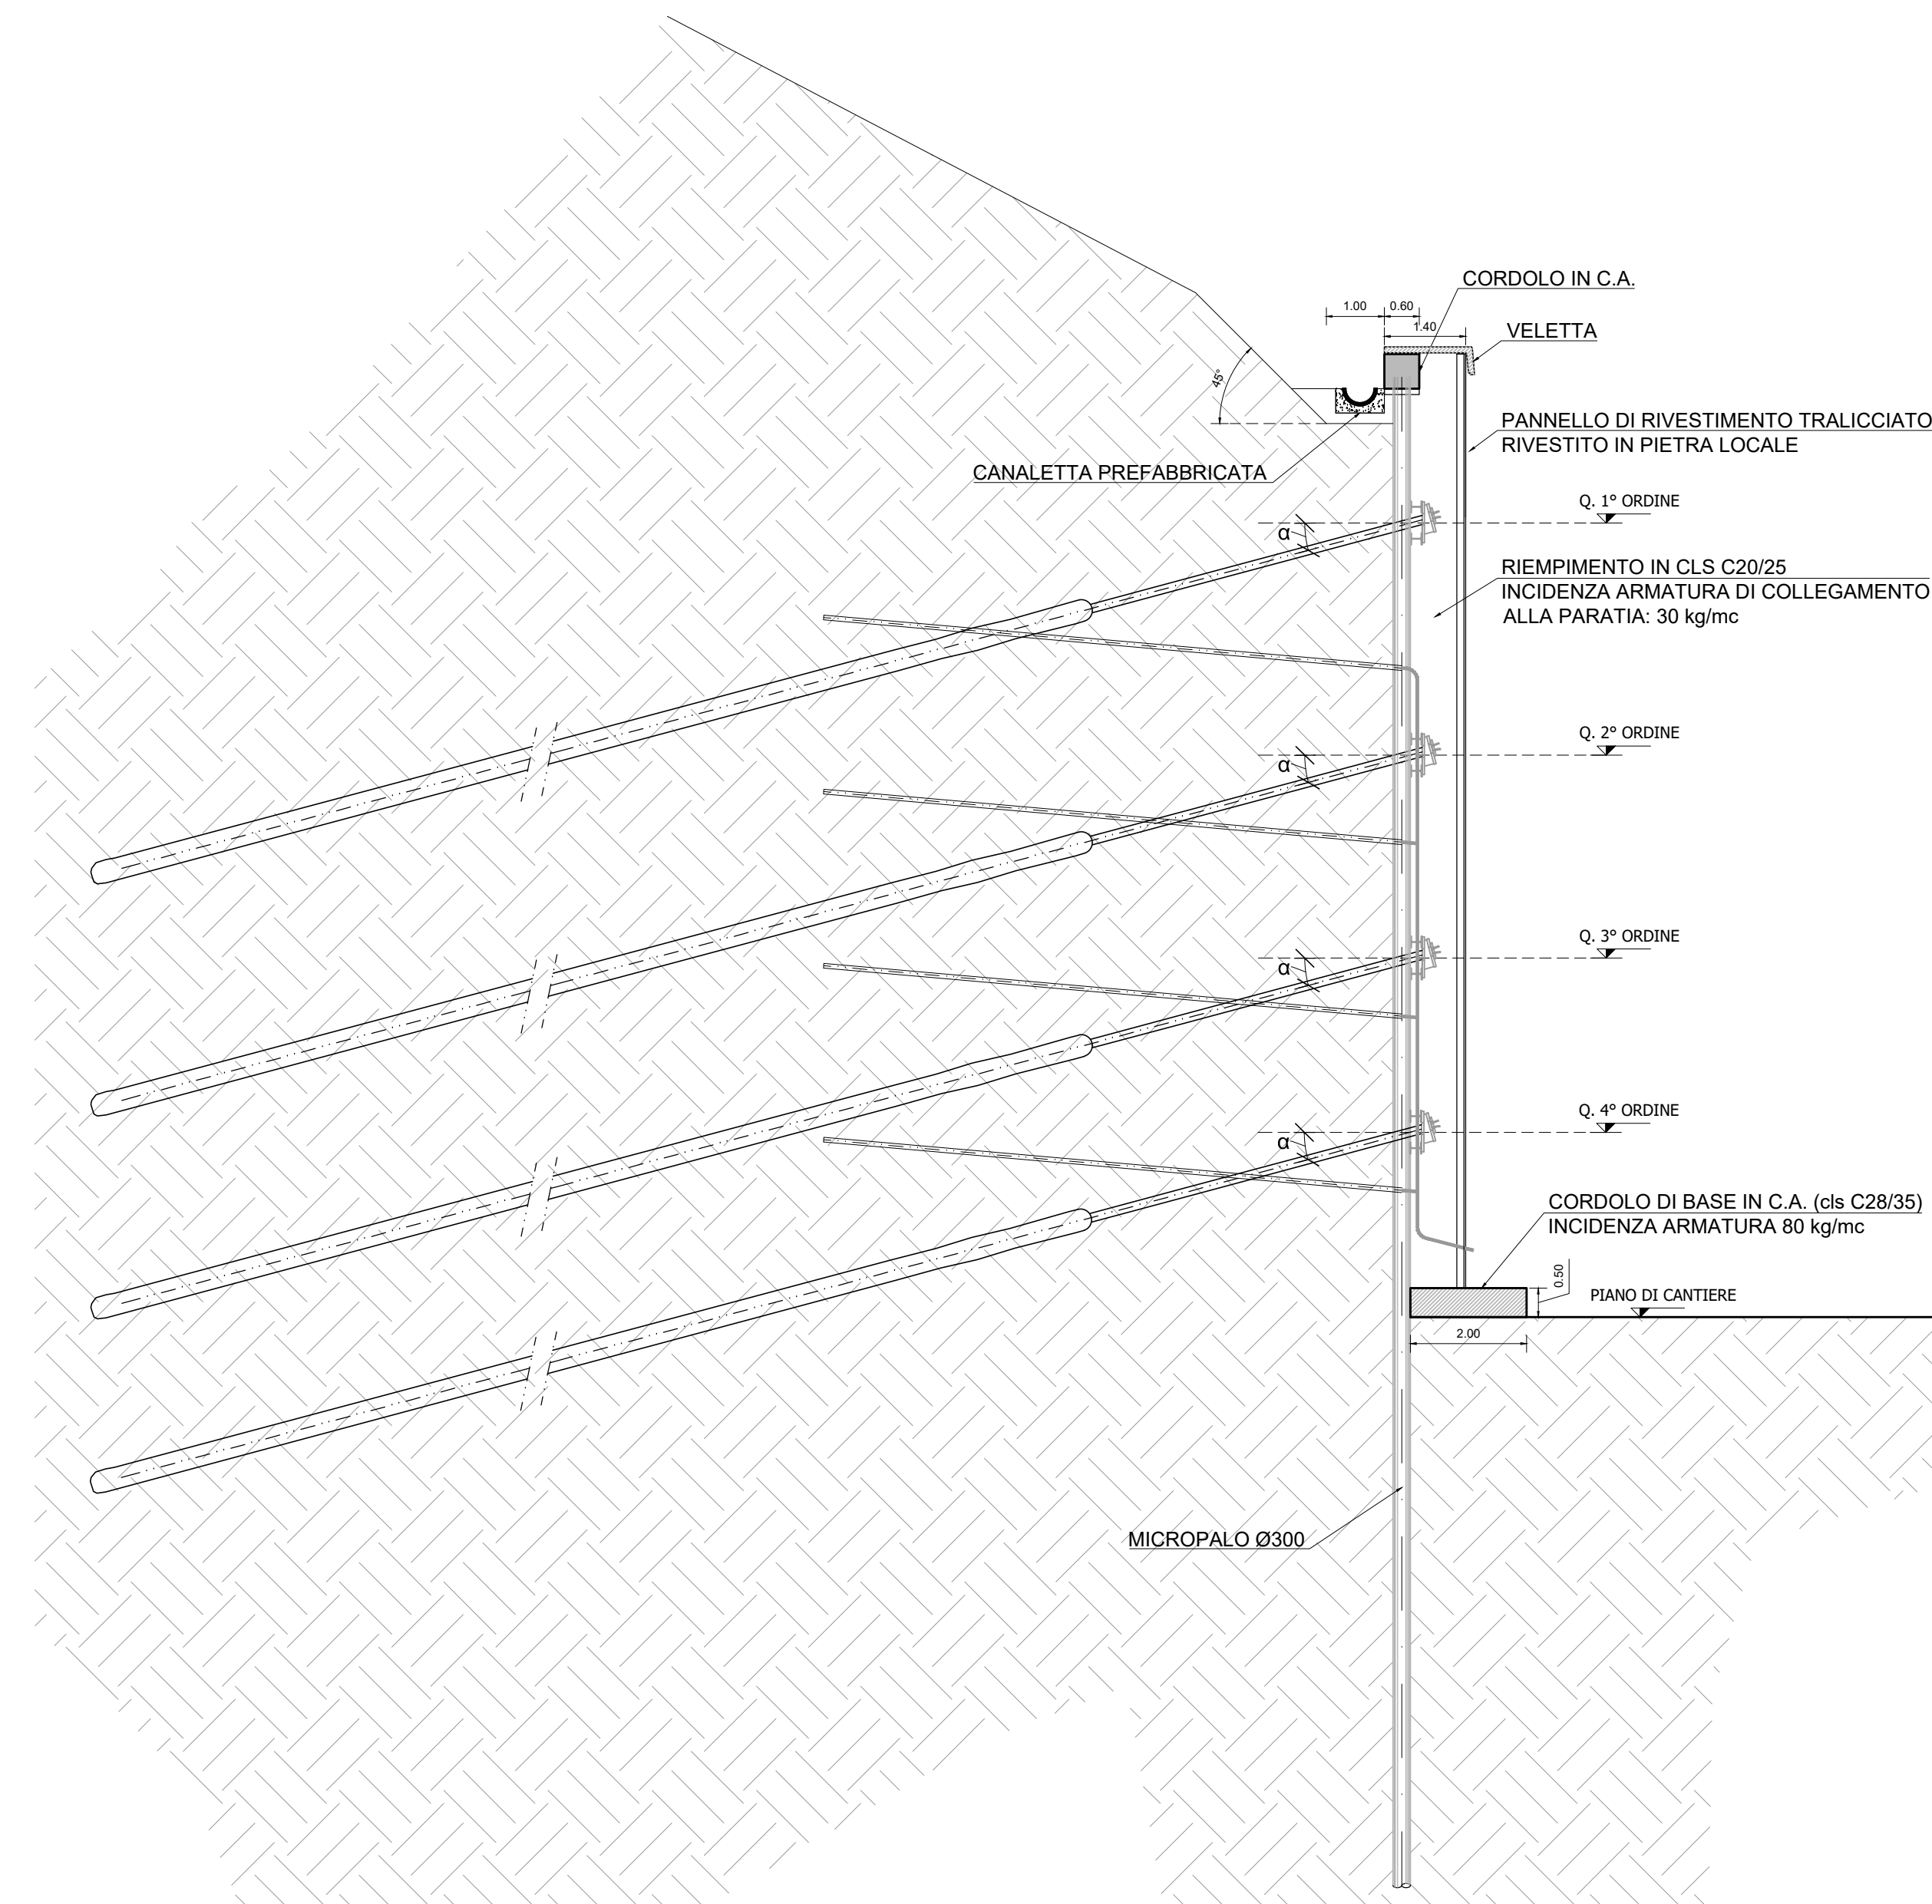 CORDOLO IN C.A.
1.00
0.60
1.40
VELETTA
45°
PANNELLO DI RIVESTIMENTO TRALICCIATO
RIVESTITO IN PIETRA LOCALE
CANALETTA PREFABBRICATA
Q. 1° ORDINE
α
RIEMPIMENTO IN CLS C20/25
INCIDENZA ARMATURA DI COLLEGAMENTO
ALLA PARATIA: 30 kg/mc
Q. 2° ORDINE
α
Q. 3° ORDINE
α
Q. 4° ORDINE
α
CORDOLO DI BASE IN C.A. (cls C28/35)
INCIDENZA ARMATURA 80 kg/mc
0.50
PIANO DI CANTIERE
2.00
MICROPALO Ø300